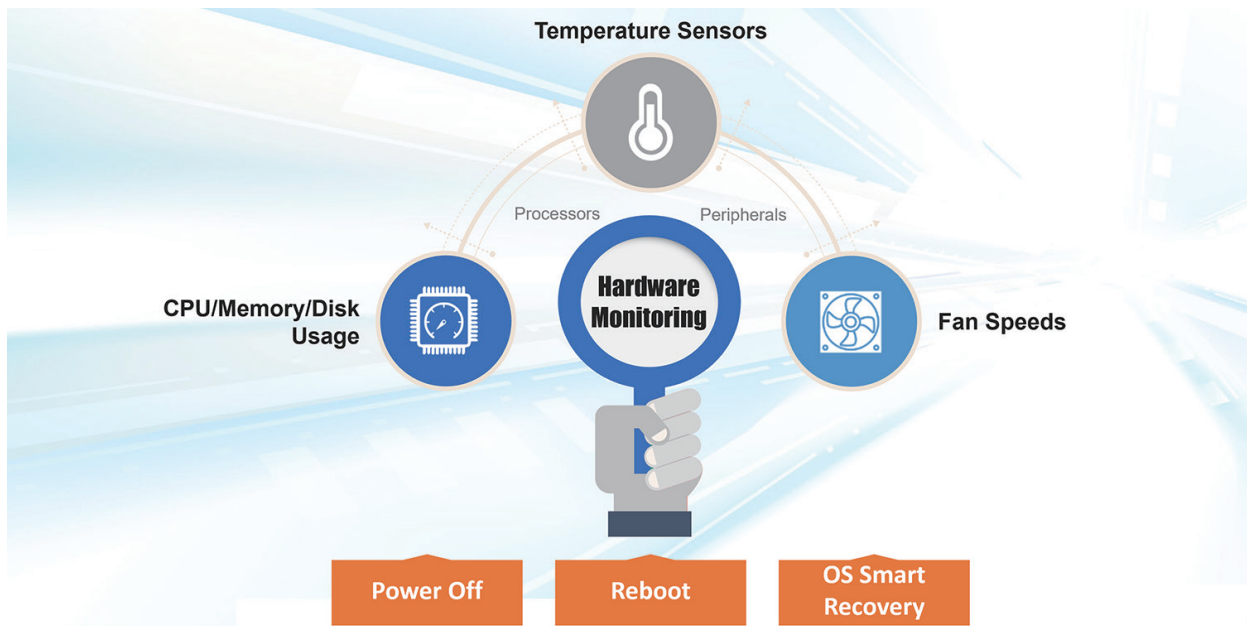 Temperature Sensors
Processors
Peripherals
CPU/Memory/Disk
Usage
Hardware
Monitoring
Fan Speeds
Power Off
Reboot
OS Smart
Recovery